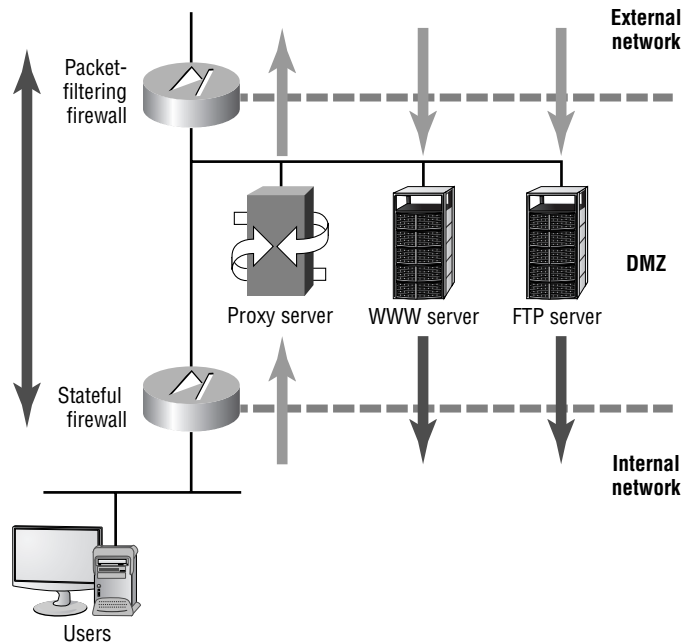 External
network
Packet-
filtering
firewall
DMZ
Proxy server
WWW server
FTP server
Stateful
firewall
Internal
network
Users